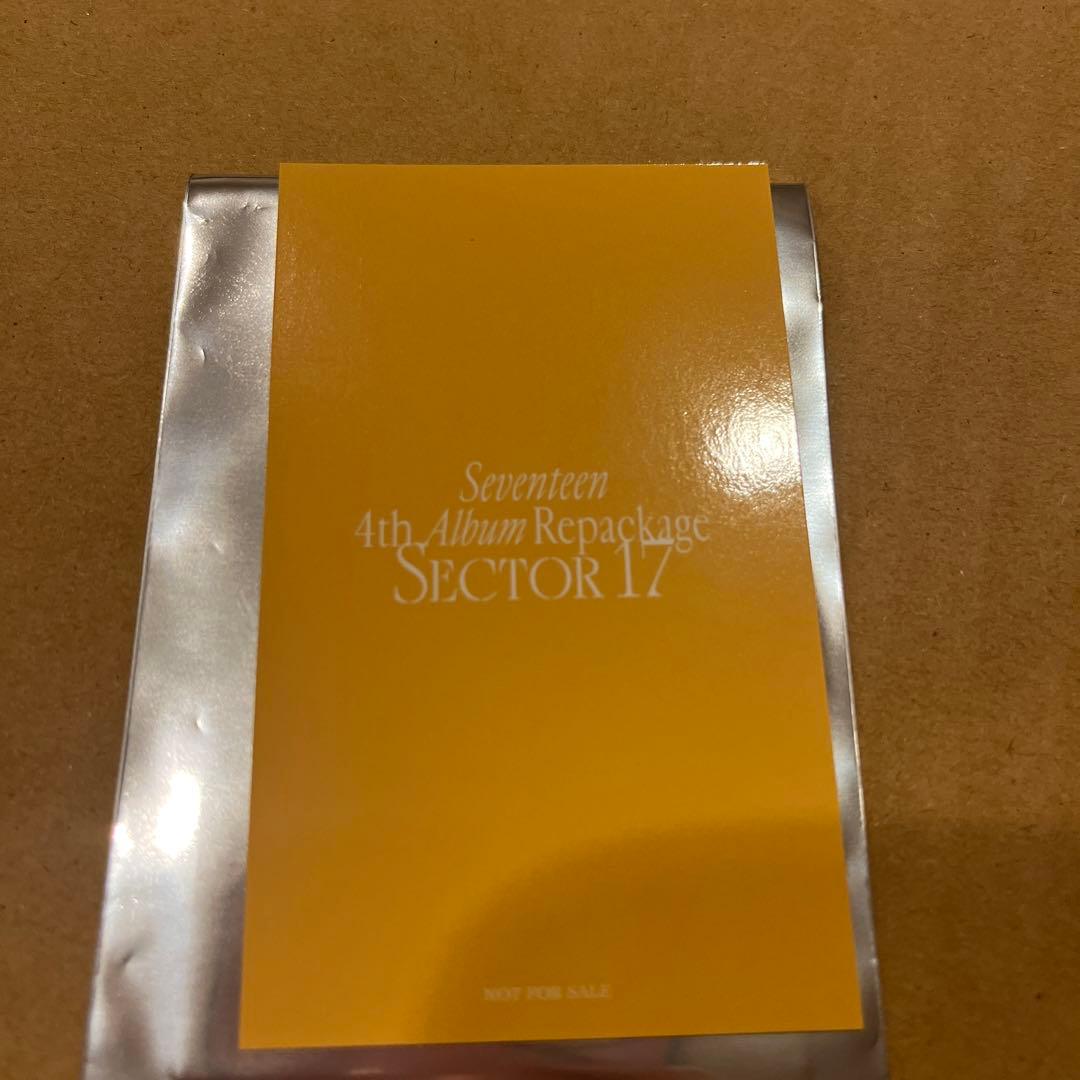 Seventeen
4th Album Repackage
SECTOR 17
NOT FOR SALE